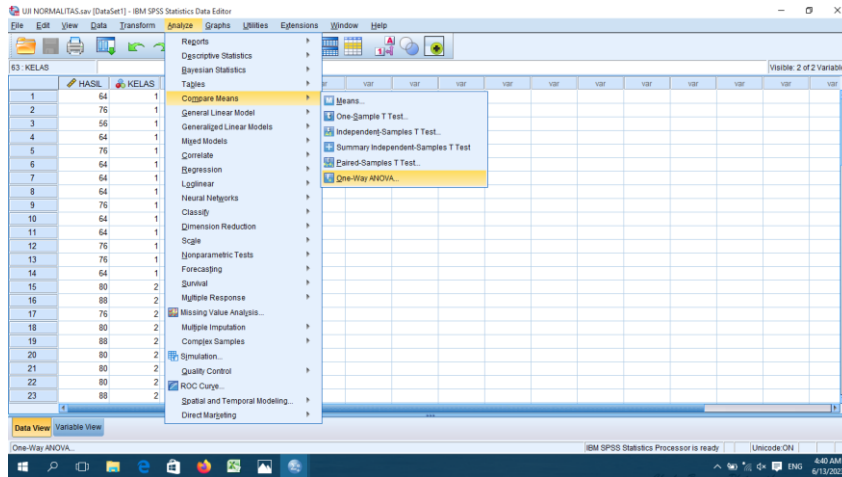 UJI NORMALITAS.sav [DataSet1] - IBM SPSS Statistics Data Editor
File Edit View Data Transform Analyze Graphs Utilities Extensions Window Help
63 : KELAS
Visible: 2 of 2 Variable
HASIL KELAS var var var var var var var var var var var
1 64 1
2 76 1
3 56 1
4 64 1
5 76 1
6 64 1
7 64 1
8 64 1
9 76 1
10 64 1
11 64 1
12 76 1
13 76 1
14 64 1
15 80 2
16 88 2
17 76 2
18 80 2
19 88 2
20 80 2
21 80 2
22 80 2
23 88 2
Reports
Descriptive Statistics
Bayesian Statistics
Tables
Compare Means
General Linear Model
Generalized Linear Models
Mixed Models
Correlate
Regression
Loglinear
Neural Networks
Classify
Dimension Reduction
Scale
Nonparametric Tests
Forecasting
Survival
Multiple Response
Missing Value Analysis...
Multiple Imputation
Complex Samples
Simulation...
Quality Control
ROC Curve...
Spatial and Temporal Modeling...
Direct Marketing
Means...
One-Sample T Test...
Independent-Samples T Test...
Summary Independent-Samples T Test
Paired-Samples T Test...
One-Way ANOVA...
Data View Variable View
One-Way ANOVA...
IBM SPSS Statistics Processor is ready
Unicode:ON
ENG
4:40 AM